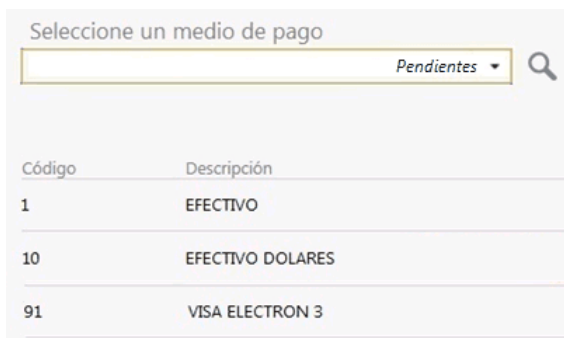 Seleccione un medio de pago
Pendientes
Código Descripción
1 EFECTIVO
10 EFECTIVO DOLARES
91 VISA ELECTRON 3